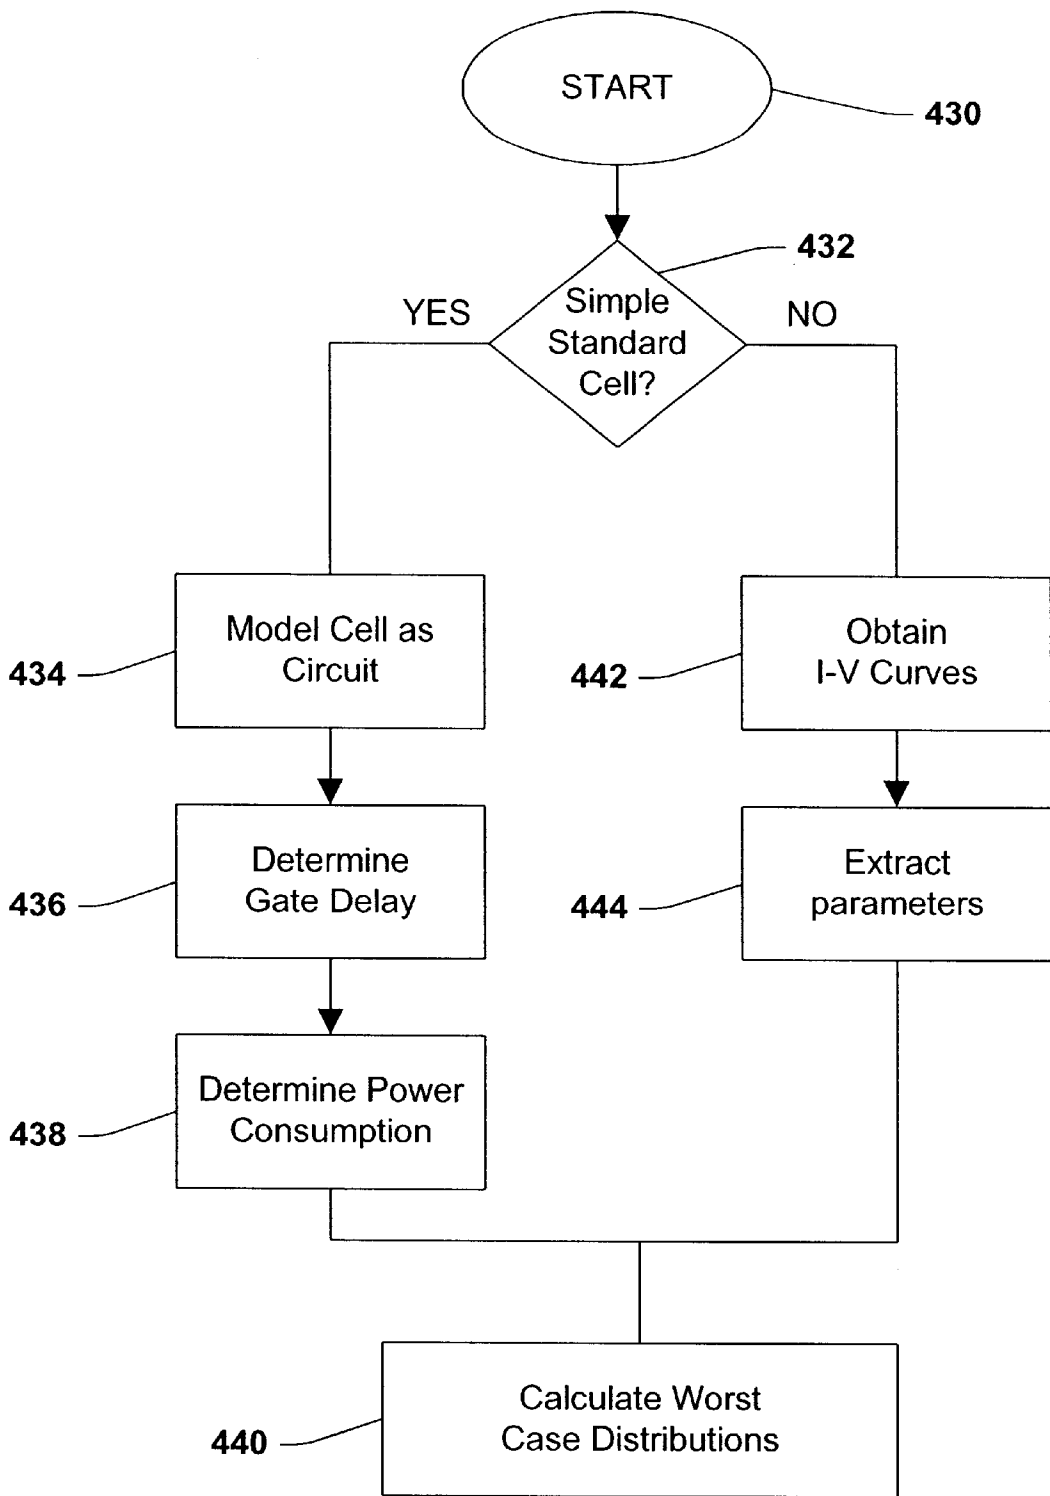 START
430
432
YES
Simple
Standard
Cell?
NO
434
Model Cell as
Circuit
442
Obtain
I-V Curves
436
Determine
Gate Delay
444
Extract
parameters
438
Determine Power
Consumption
440
Calculate Worst
Case Distributions